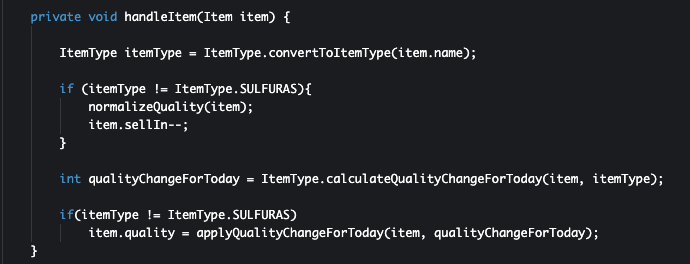 private void handleItem(Item item) {
ItemType itemType = ItemType.convertToItemType(item.name);
if (itemType != ItemType.SULFURAS){
normalizeQuality(item);
item.sellIn--;
}
int qualityChangeForToday = ItemType.calculateQualityChangeForToday(item, itemType);
if(itemType != ItemType.SULFURAS)
item.quality = applyQualityChangeForToday(item, qualityChangeForToday);
}